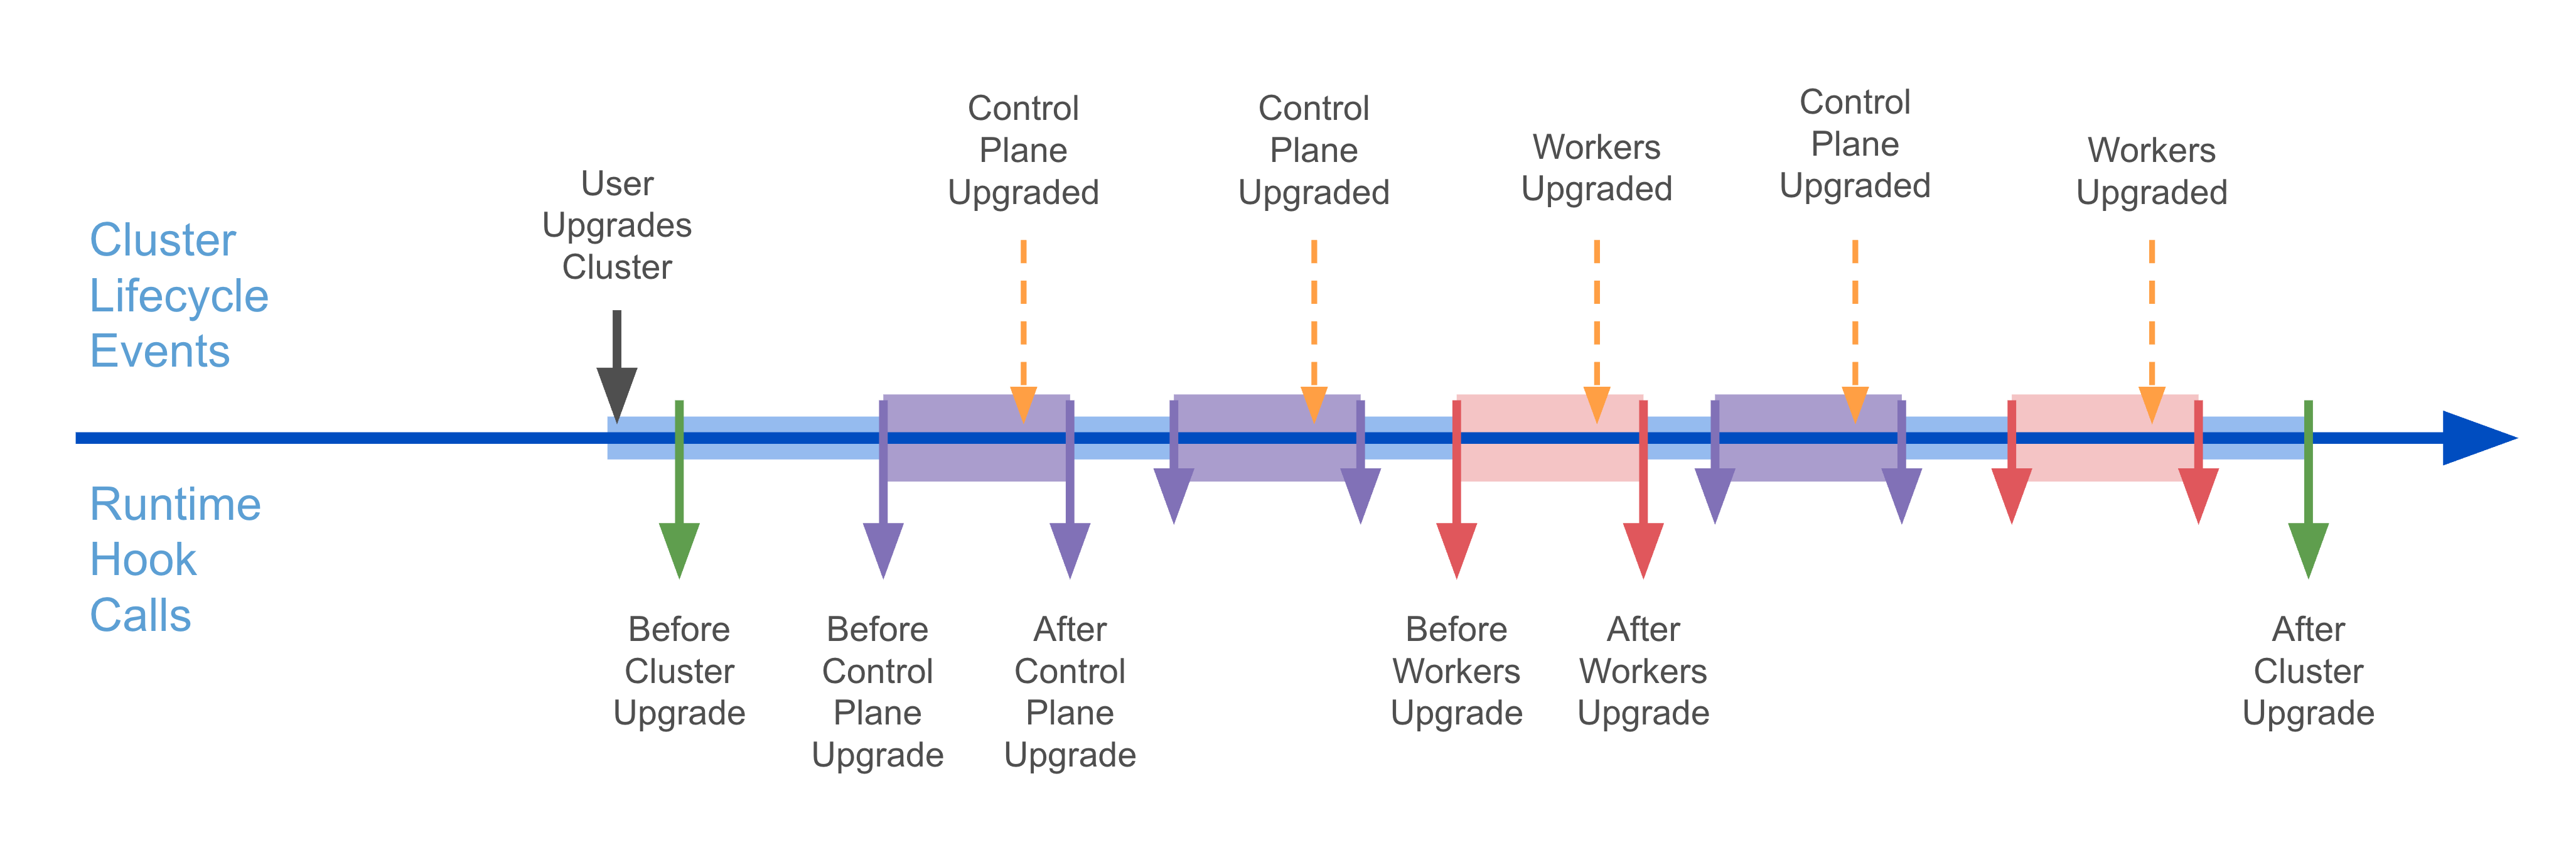 Cluster
Lifecycle
Events
User
Upgrades
Cluster
Control
Plane
Upgraded
Control
Plane
Upgraded
Workers
Upgraded
Control
Plane
Upgraded
Workers
Upgraded
Runtime
Hook
Calls
Before
Cluster
Upgrade
Before
Control
Plane
Upgrade
After
Control
Plane
Upgrade
Before
Workers
Upgrade
After
Workers
Upgrade
After
Cluster
Upgrade